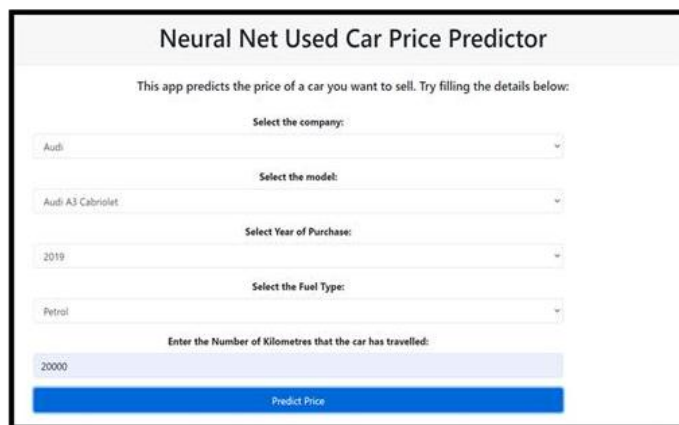 Neural Net Used Car Price Predictor
This app predicts the price of a car you want to sell. Try filling the details below:
Select the company:
Audi
Select the model:
Audi A3 Cabriolet
Select Year of Purchase:
2019
Select the Fuel Type:
Petrol
Enter the Number of Kilometres that the car has travelled:
20000
Predict Price